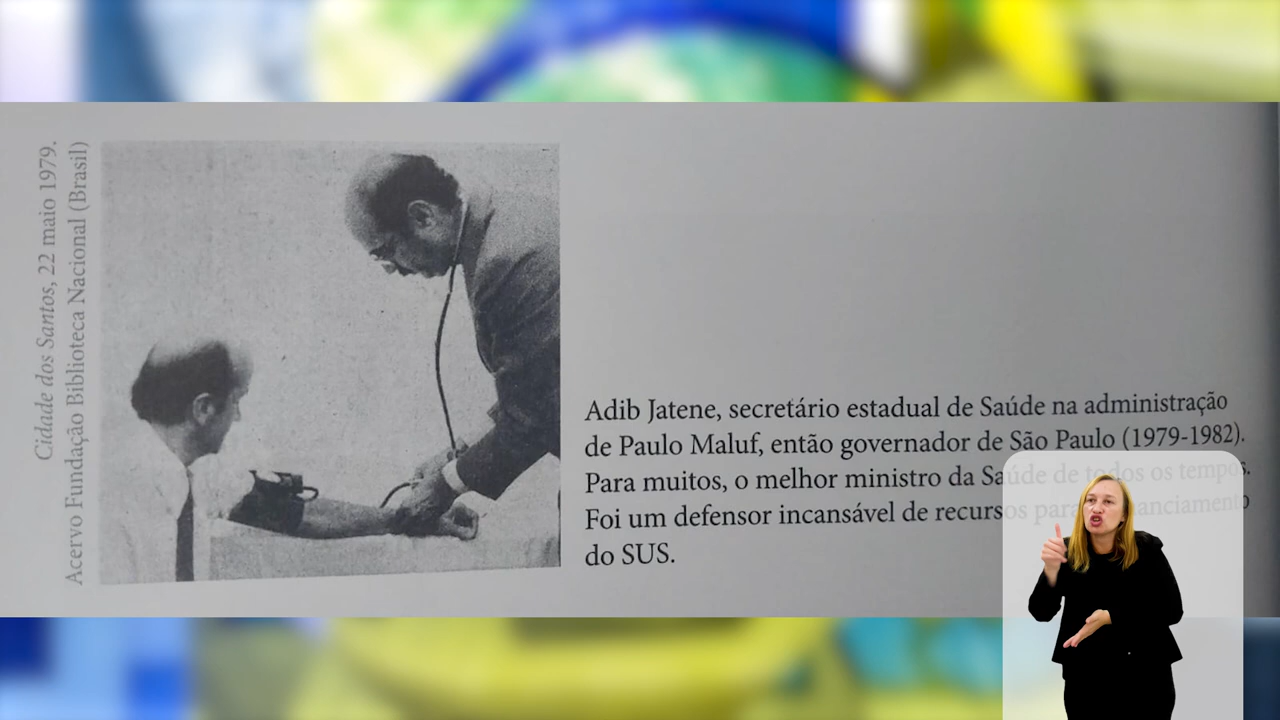 Cidade dos Santos, 22 maio 1979.
Acervo Fundação Biblioteca Nacional (Brasil)
Adib Jatene, secretário estadual de Saúde na administração
de Paulo Maluf, então governador de São Paulo (1979-1982).
Para muitos, o melhor ministro da Saúde de todos os tempos.
Foi um defensor incansável de recursos para financiamento
do SUS.